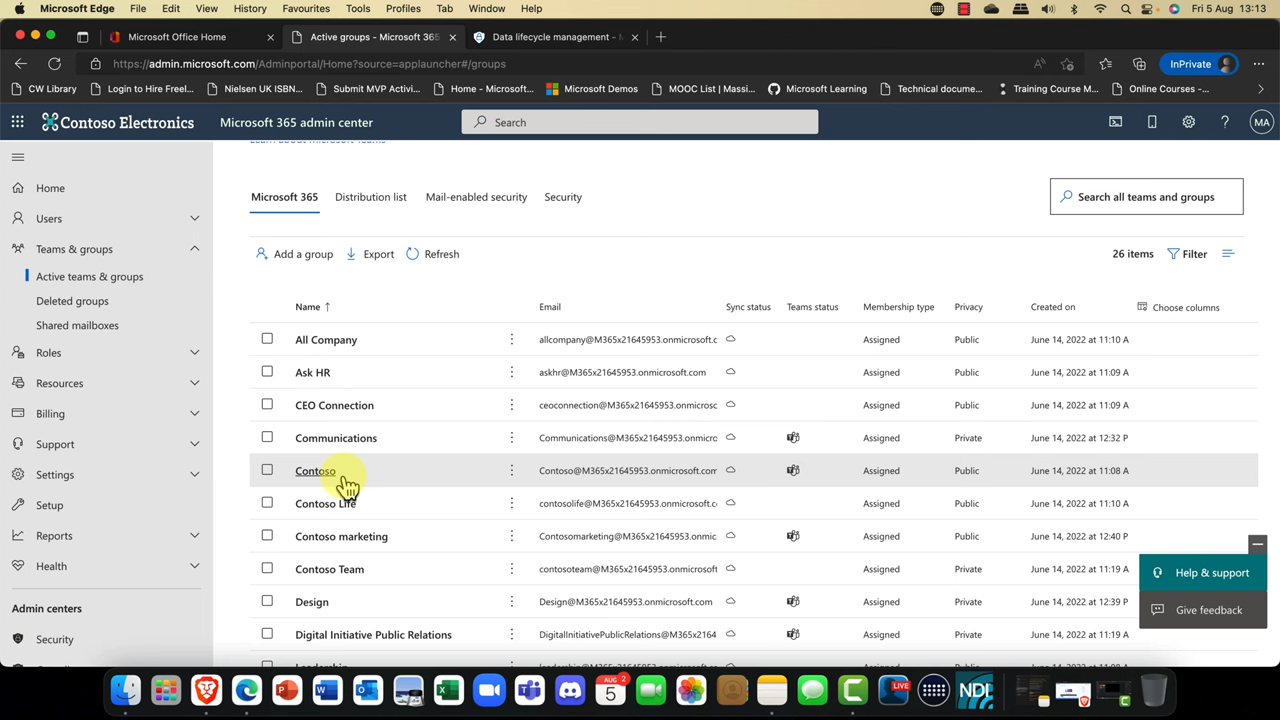 Microsoft Edge File Edit View History Favourites Tools Profiles Tab Window Help Fri 5 Aug 13:13
Microsoft Office Home Active groups - Microsoft 365 Data lifecycle management -
https://admin.microsoft.com/Adminportal/Home?source=applauncher#/groups InPrivate
CW Library Login to Hire Freel... Nielsen UK ISBN... Submit MVP Activi... Home - Microsoft... Microsoft Demos MOOC List | Massi... Microsoft Learning Technical docume... Training Course M... Online Courses -...
Contoso Electronics Microsoft 365 admin center Search MA
Learn about Microsoft Teams
Home
Users
Teams & groups
Active teams & groups
Deleted groups
Shared mailboxes
Roles
Resources
Billing
Support
Settings
Setup
Reports
Health
Admin centers
Security
Microsoft 365 Distribution list Mail-enabled security Security Search all teams and groups
Add a group Export Refresh 26 items Filter
Name ↑ Email Sync status Teams status Membership type Privacy Created on Choose columns
All Company allcompany@M365x21645953.onmicrosoft.c Assigned Public June 14, 2022 at 11:10 A
Ask HR askhr@M365x21645953.onmicrosoft.com Assigned Public June 14, 2022 at 11:09 A
CEO Connection ceoconnection@M365x21645953.onmicrosc Assigned Public June 14, 2022 at 11:09 A
Communications Communications@M365x21645953.onmicro Assigned Private June 14, 2022 at 12:32 P
Contoso Contoso@M365x21645953.onmicrosoft.com Assigned Public June 14, 2022 at 11:08 A
Contoso Life contosolife@M365x21645953.onmicrosoft.c Assigned Public June 14, 2022 at 11:10 A
Contoso marketing Contosomarketing@M365x21645953.onmic Assigned Public June 14, 2022 at 12:40 P
Contoso Team contosoteam@M365x21645953.onmicrosof Assigned Private June 14, 2022 at 11:19 A
Design Design@M365x21645953.onmicrosoft.com Assigned Private June 14, 2022 at 12:39 P
Digital Initiative Public Relations DigitalInitiativePublicRelations@M365x2164 Assigned Private June 14, 2022 at 11:19 A
Leadership
Help & support
Give feedback
AUG 2
5
LIVE
NDI